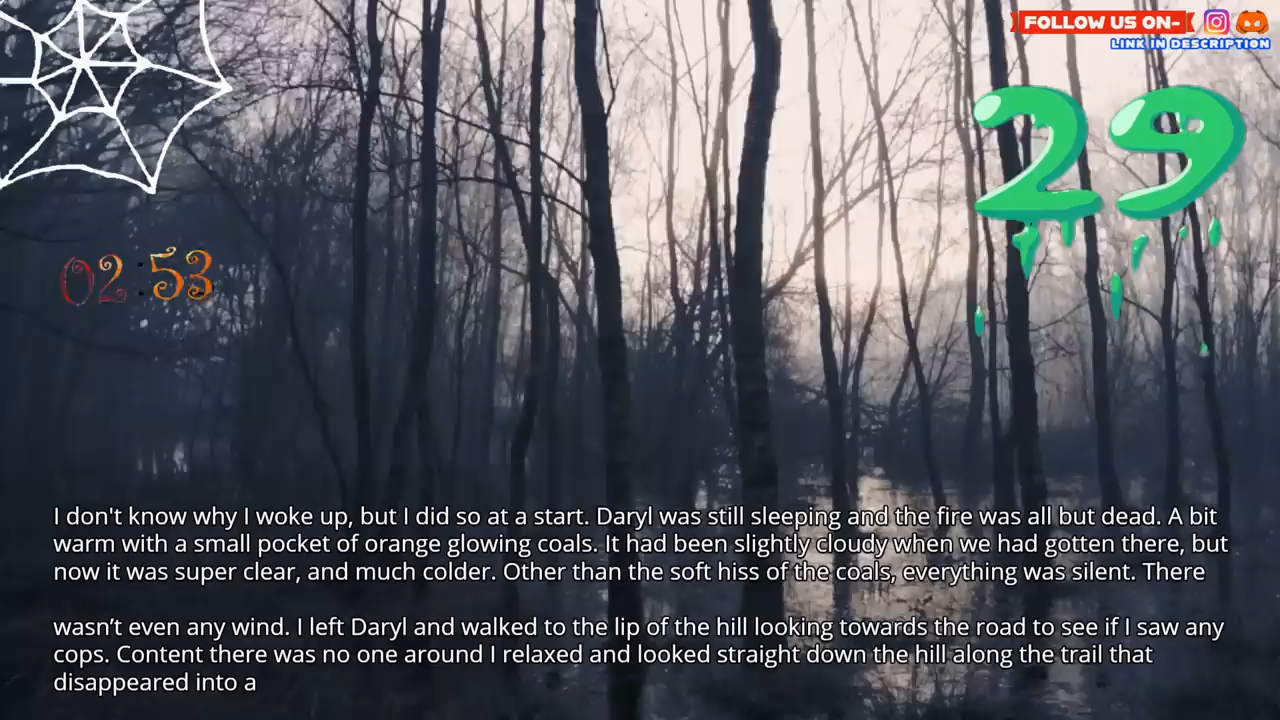 FOLLOW US ON-
LINK IN DESCRIPTION
29
02:53
I don't know why I woke up, but I did so at a start. Daryl was still sleeping and the fire was all but dead. A bit
warm with a small pocket of orange glowing coals. It had been slightly cloudy when we had gotten there, but
now it was super clear, and much colder. Other than the soft hiss of the coals, everything was silent. There
wasn’t even any wind. I left Daryl and walked to the lip of the hill looking towards the road to see if I saw any
cops. Content there was no one around I relaxed and looked straight down the hill along the trail that
disappeared into a